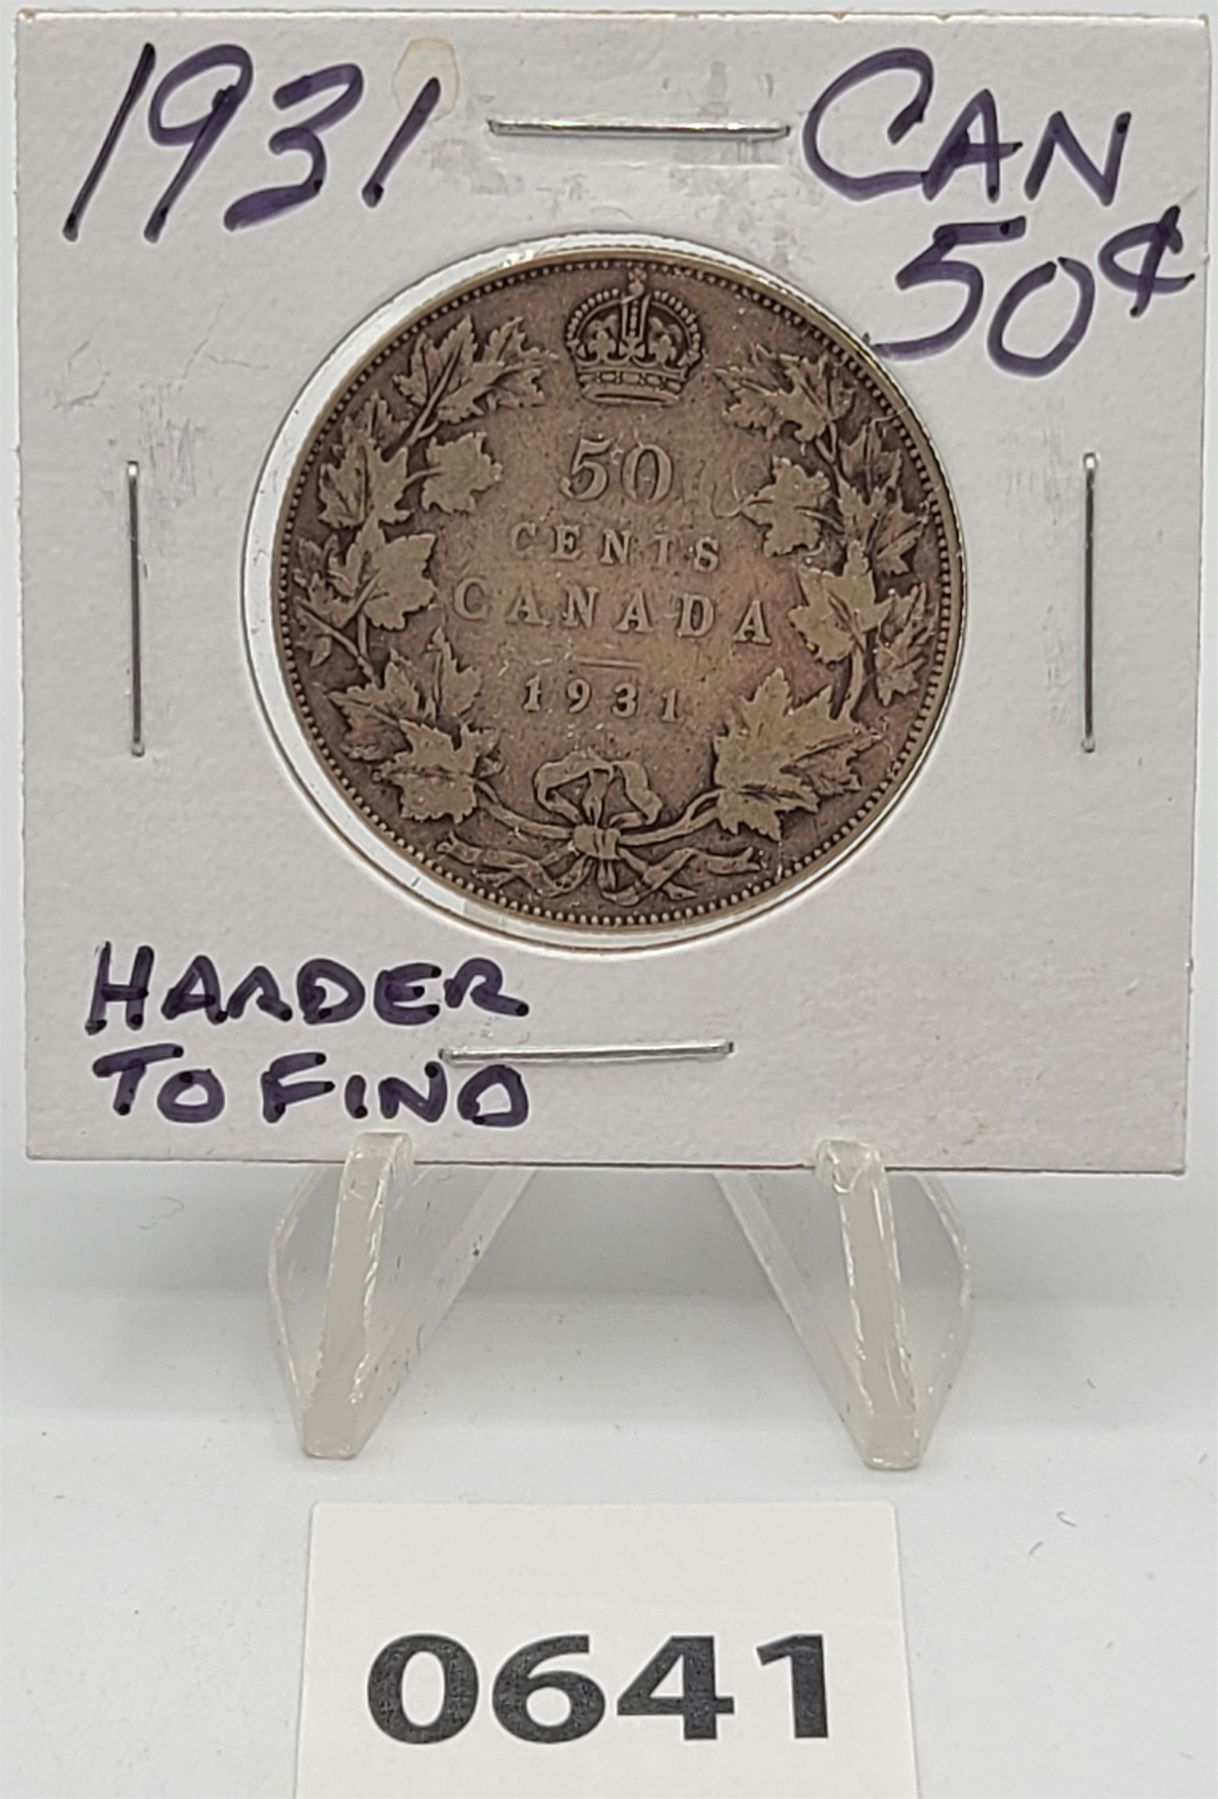 1931 CAN
50¢
50
CENTS
CANADA
1931
HARDER
TO FIND
0641